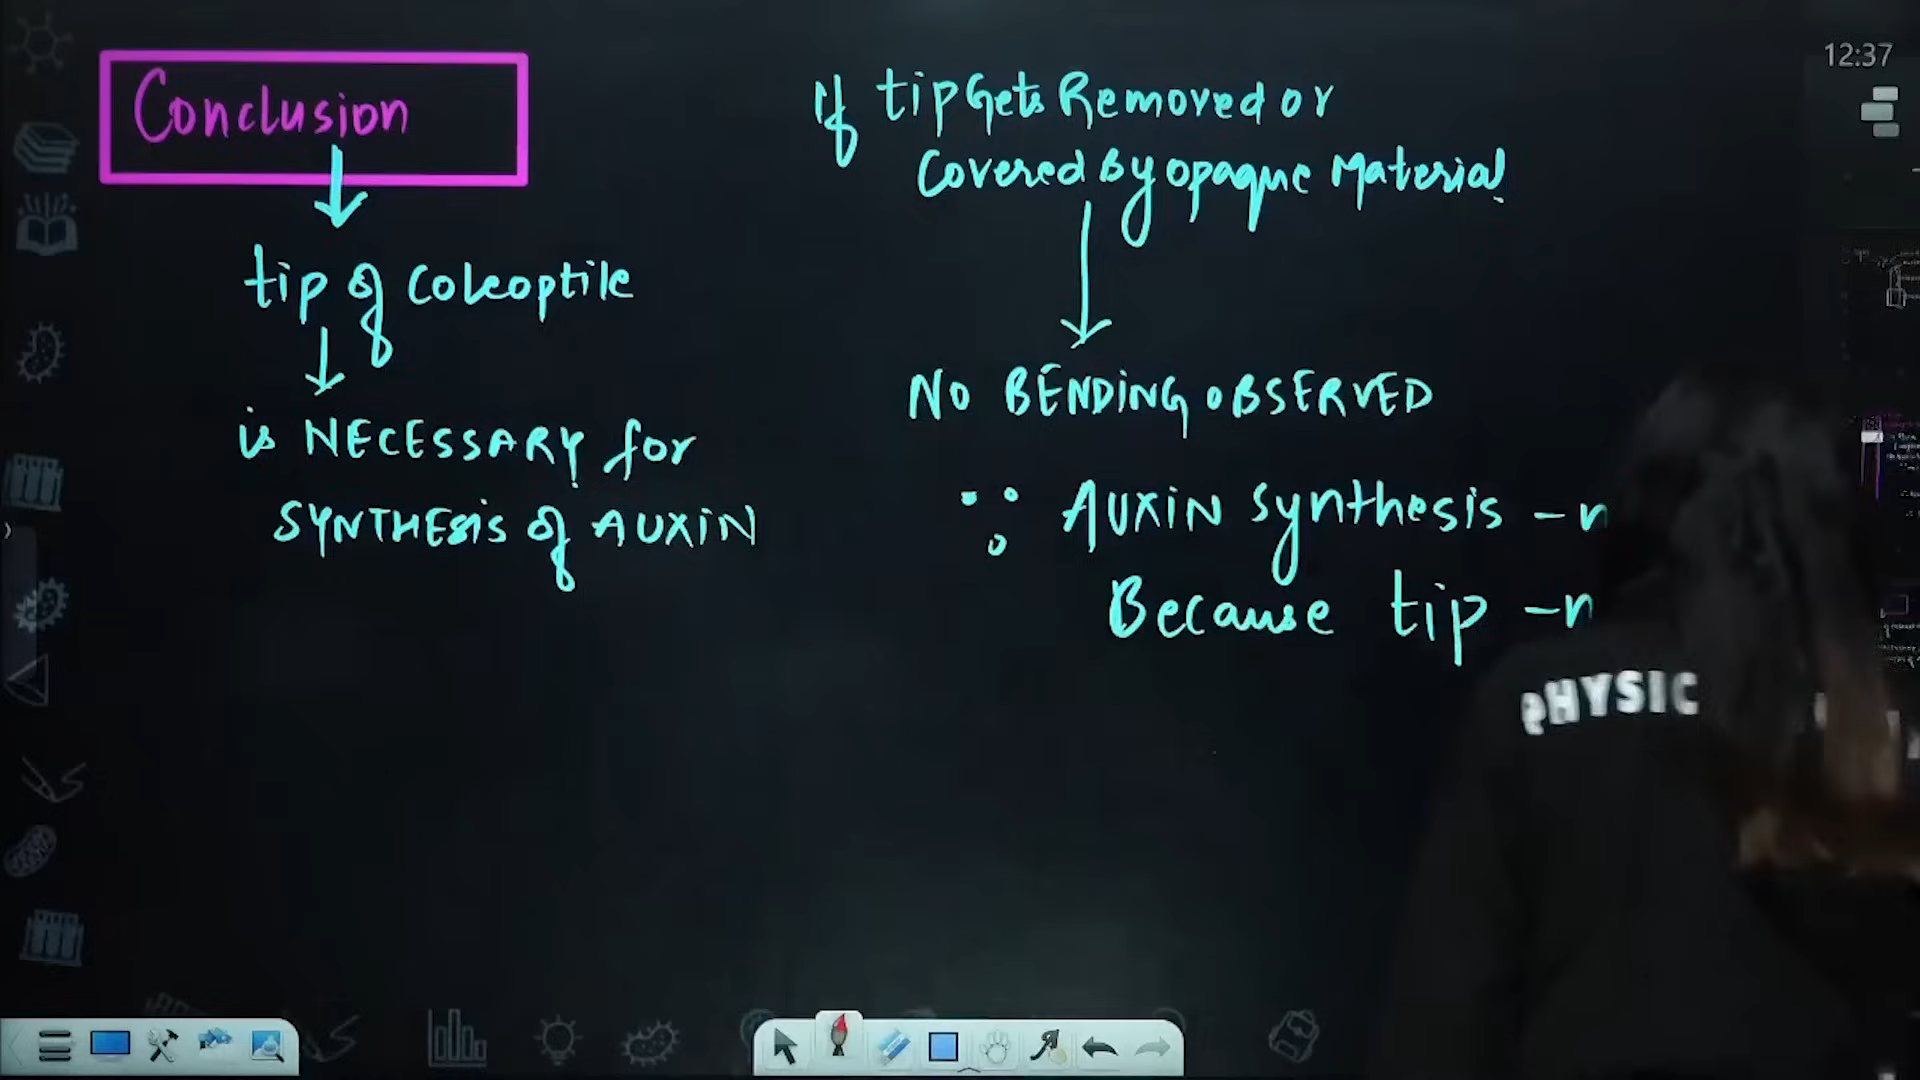 Conclusion
tip of Coleoptile
is NECESSARY for
SYNTHESIS of AUXIN
If tip Gets Removed or
Covered By opaque Material
NO BENDING OBSERVED
∵ AUXIN Synthesis -n
Because tip -n
12:37
PHYSIC